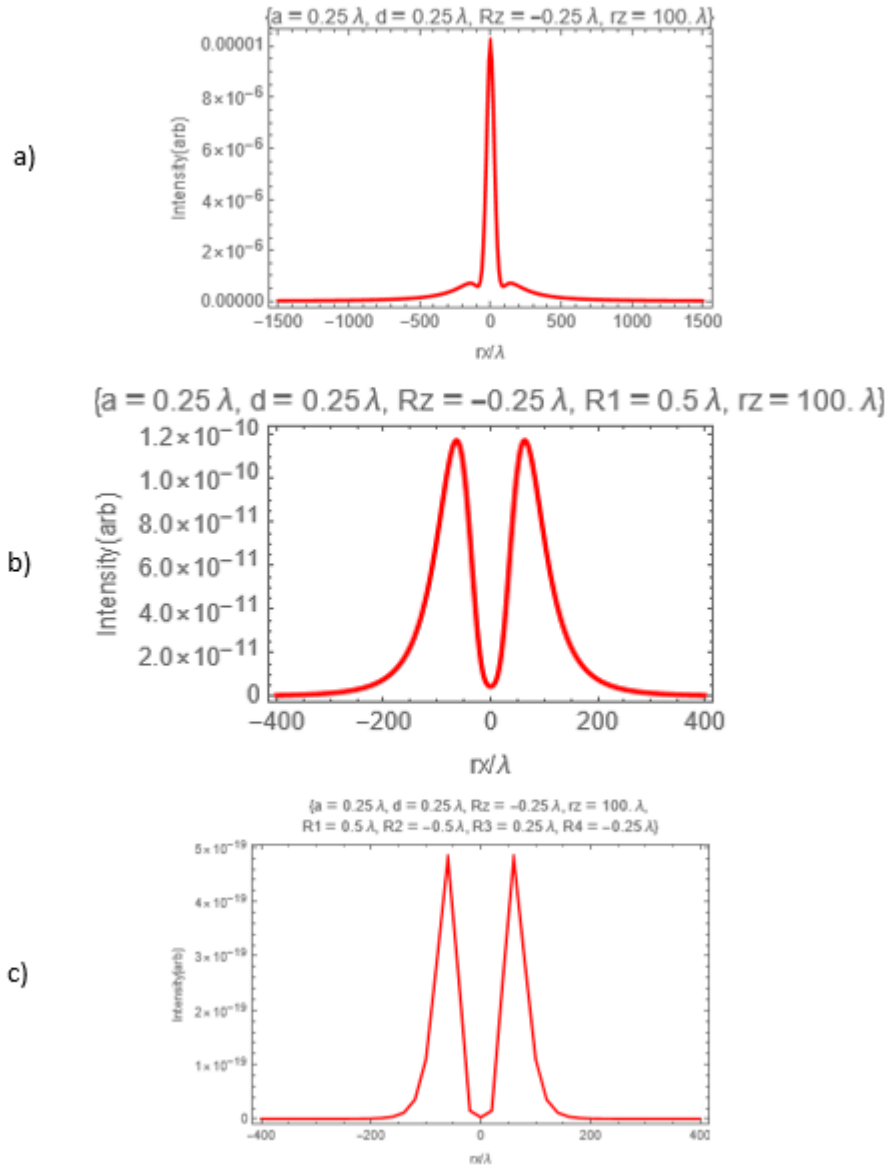 {a = 0.25 λ, d = 0.25 λ, Rz = −0.25 λ, rz = 100. λ}
0.00001
8×10⁻⁶
6×10⁻⁶
4×10⁻⁶
2×10⁻⁶
0.00000
Intensity(arb)
a)
−1500 −1000 −500 0 500 1000 1500
rx/λ
{a = 0.25 λ, d = 0.25 λ, Rz = −0.25 λ, R1 = 0.5 λ, rz = 100. λ}
1.2×10⁻¹⁰
1.0×10⁻¹⁰
8.0×10⁻¹¹
6.0×10⁻¹¹
4.0×10⁻¹¹
2.0×10⁻¹¹
0
Intensity(arb)
b)
−400 −200 0 200 400
rx/λ
{a = 0.25 λ, d = 0.25 λ, Rz = −0.25 λ, rz = 100. λ,
R1 = 0.5 λ, R2 = −0.5 λ, R3 = 0.25 λ, R4 = −0.25 λ}
5×10⁻¹⁹
4×10⁻¹⁹
3×10⁻¹⁹
2×10⁻¹⁹
1×10⁻¹⁹
0
Intensity(arb)
c)
−400 −200 0 200 400
rx/λ